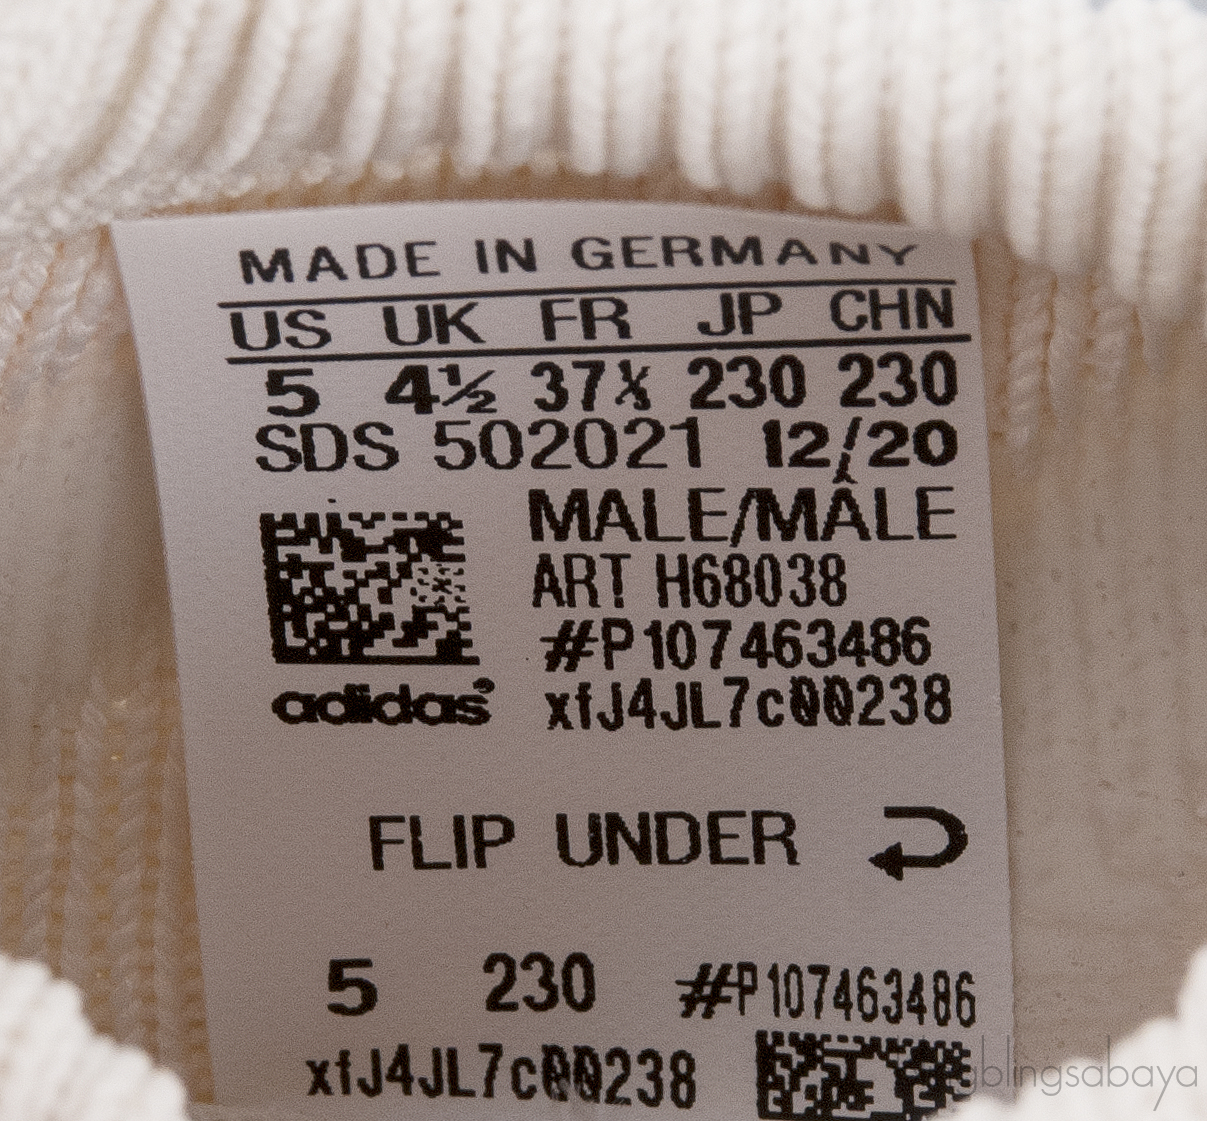 MADE IN GERMANY
US UK FR JP CHN
5 4½ 37⅓ 230 230
SDS 502021 12/20
MALE/MÂLE
ART H68038
#P107463486
adidas xfJ4JL7c00238
FLIP UNDER
5 230 #P107463486
xfJ4JL7c00238
gblingsabaya